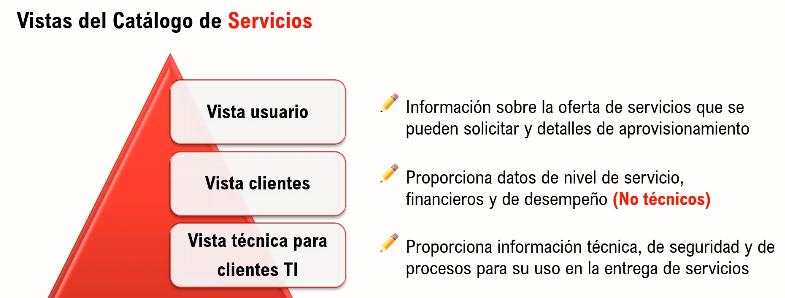 Vistas del Catálogo de Servicios
Vista usuario
Información sobre la oferta de servicios que se
pueden solicitar y detalles de aprovisionamiento
Vista clientes
Proporciona datos de nivel de servicio,
financieros y de desempeño (No técnicos)
Vista técnica para
clientes TI
Proporciona información técnica, de seguridad y de
procesos para su uso en la entrega de servicios